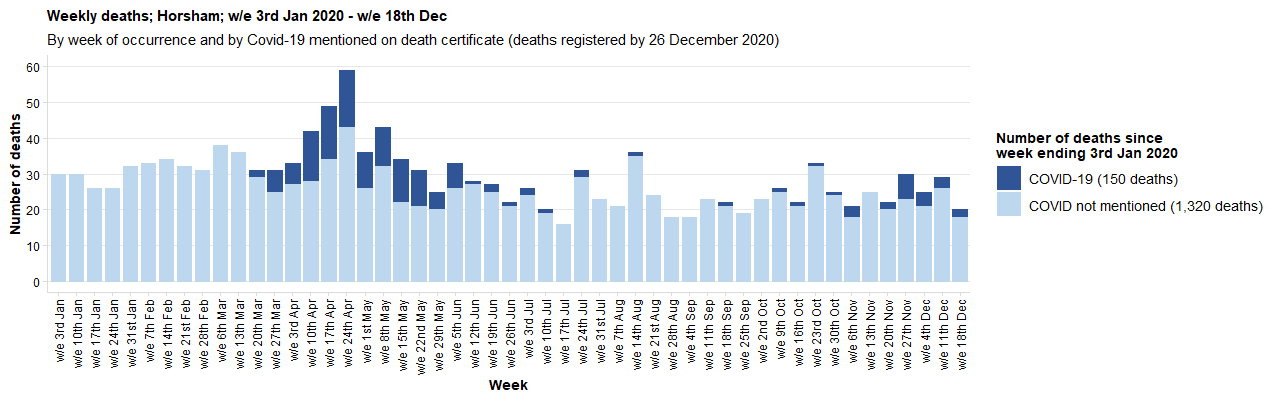 Weekly deaths; Horsham; w/e 3rd Jan 2020 - w/e 18th Dec
By week of occurrence and by Covid-19 mentioned on death certificate (deaths registered by 26 December 2020)
Number of deaths
60
50
40
30
20
10
0
w/e 3rd Jan
w/e 10th Jan
w/e 17th Jan
w/e 24th Jan
w/e 31st Jan
w/e 7th Feb
w/e 14th Feb
w/e 21st Feb
w/e 28th Feb
w/e 6th Mar
w/e 13th Mar
w/e 20th Mar
w/e 27th Mar
w/e 3rd Apr
w/e 10th Apr
w/e 17th Apr
w/e 24th Apr
w/e 1st May
w/e 8th May
w/e 15th May
w/e 22nd May
w/e 29th May
w/e 5th Jun
w/e 12th Jun
w/e 19th Jun
w/e 26th Jun
w/e 3rd Jul
w/e 10th Jul
w/e 17th Jul
w/e 24th Jul
w/e 31st Jul
w/e 7th Aug
w/e 14th Aug
w/e 21st Aug
w/e 28th Aug
w/e 4th Sep
w/e 11th Sep
w/e 18th Sep
w/e 25th Sep
w/e 2nd Oct
w/e 9th Oct
w/e 16th Oct
w/e 23rd Oct
w/e 30th Oct
w/e 6th Nov
w/e 13th Nov
w/e 20th Nov
w/e 27th Nov
w/e 4th Dec
w/e 11th Dec
w/e 18th Dec
Week
Number of deaths since
week ending 3rd Jan 2020
COVID-19 (150 deaths)
COVID not mentioned (1,320 deaths)